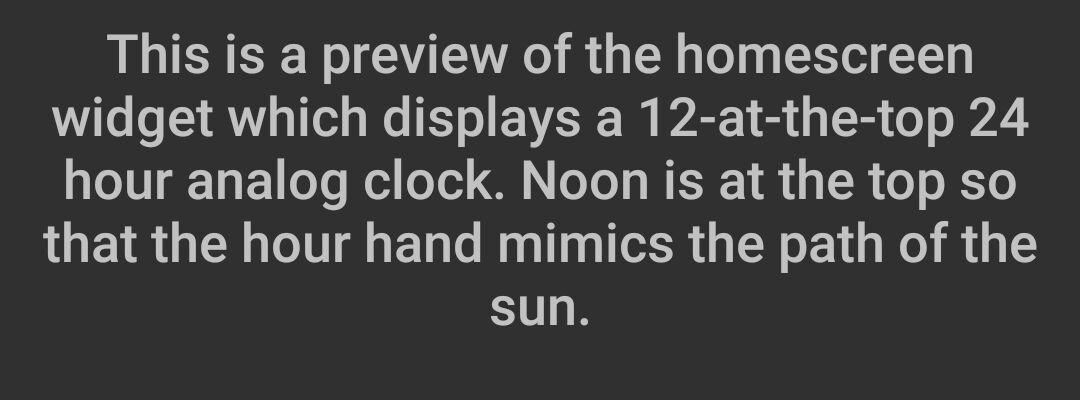 This is a preview of the homescreen
widget which displays a 12-at-the-top 24
hour analog clock. Noon is at the top so
that the hour hand mimics the path of the
sun.